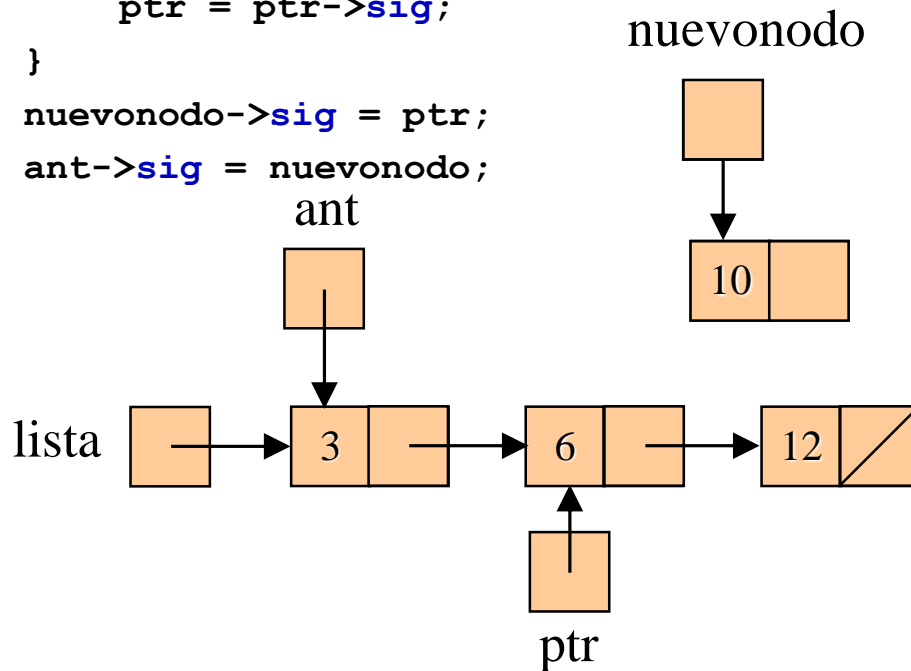 ptr = ptr->sig;
}
nuevonodo->sig = ptr;
ant->sig = nuevonodo;
nuevonodo
10
ant
lista
3
6
12
ptr